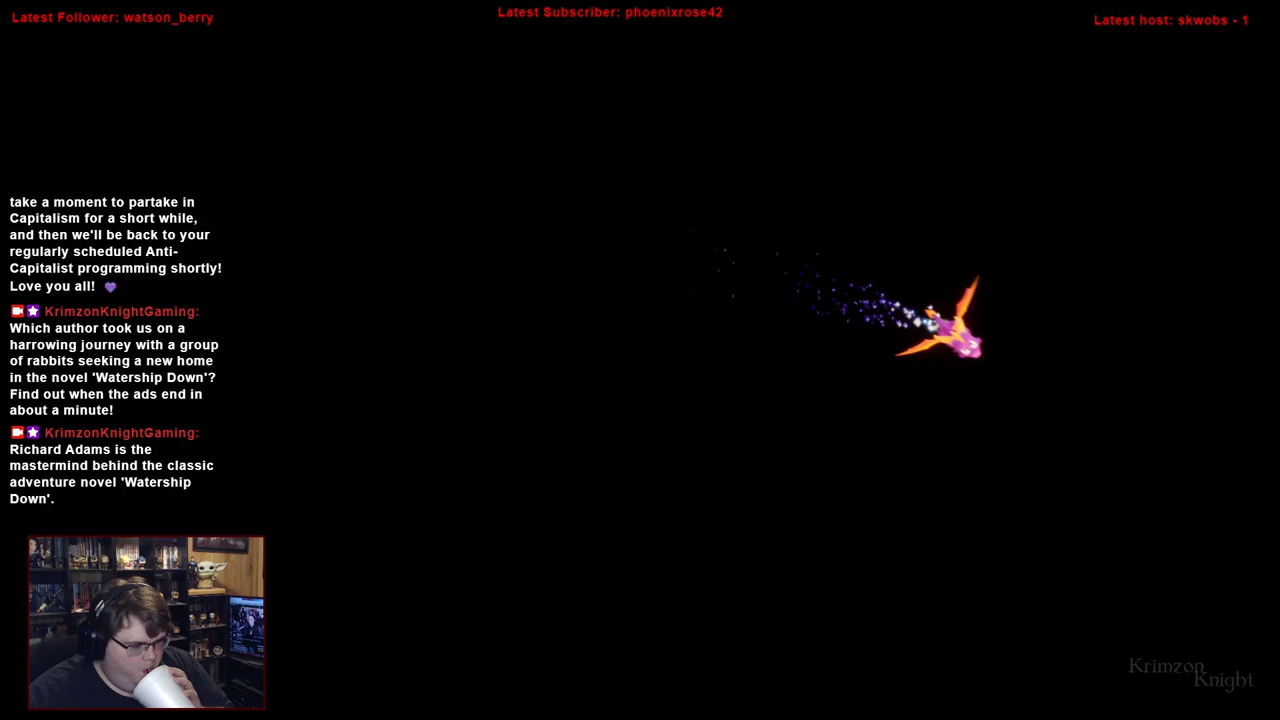 Latest Follower: watson_berry
Latest Subscriber: phoenixrose42
Latest host: skwobs - 1
take a moment to partake in
Capitalism for a short while,
and then we'll be back to your
regularly scheduled Anti-
Capitalist programming shortly!
Love you all!
KrimzonKnightGaming:
Which author took us on a
harrowing journey with a group
of rabbits seeking a new home
in the novel 'Watership Down'?
Find out when the ads end in
about a minute!
KrimzonKnightGaming:
Richard Adams is the
mastermind behind the classic
adventure novel 'Watership
Down'.
Krimzon
Knight